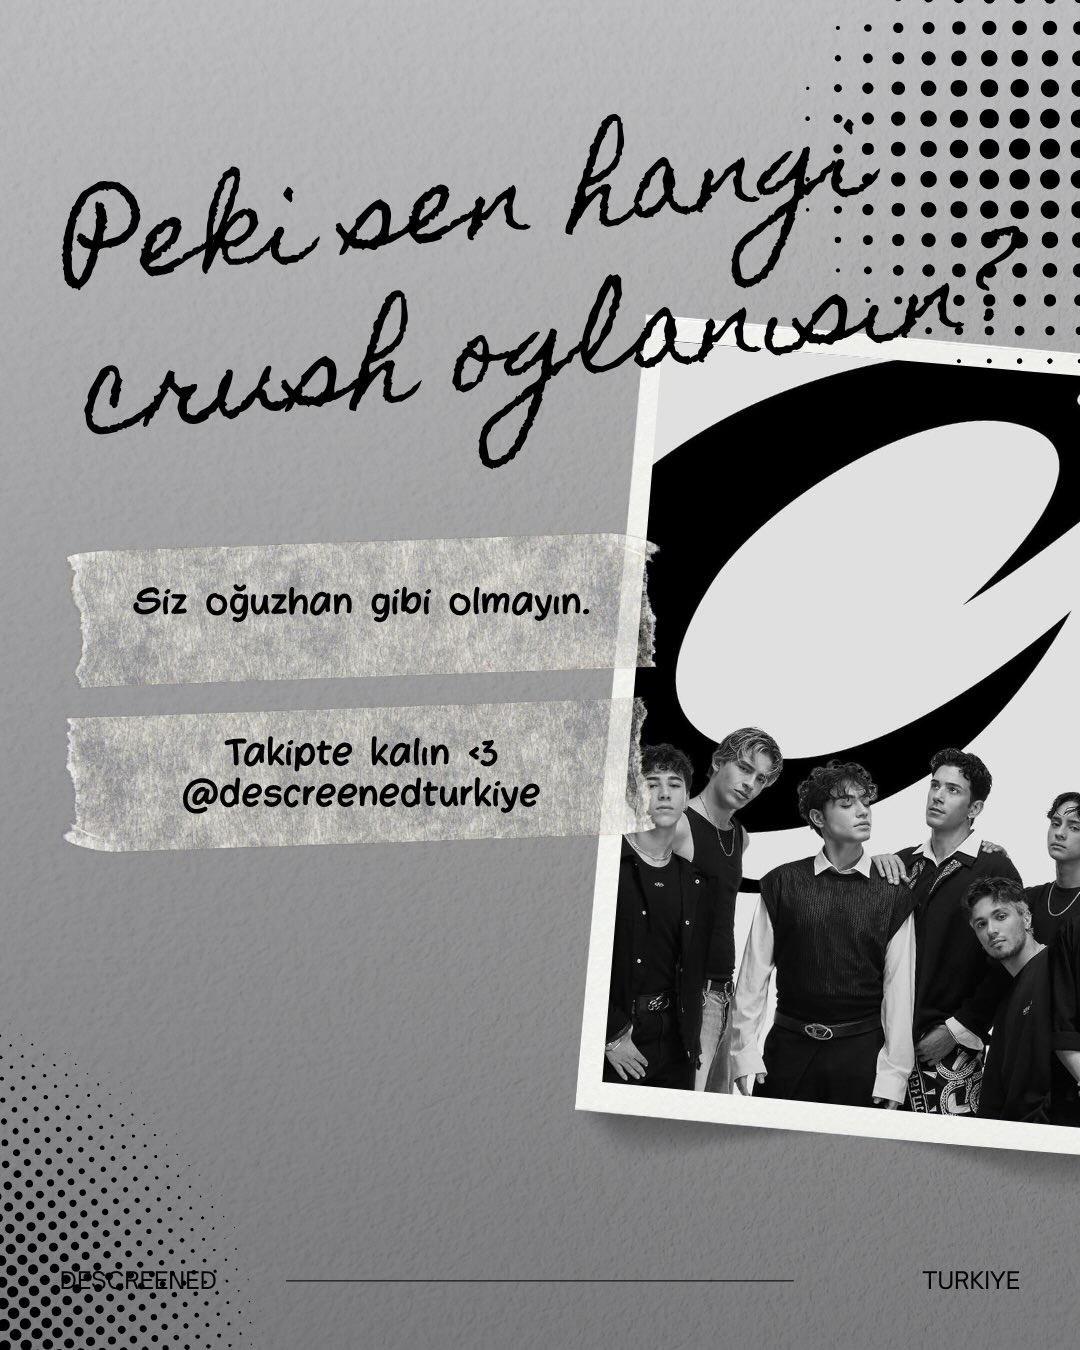 Peki sen hangi
crush oglanısın?
Siz oğuzhan gibi olmayın.
Takipte kalın <3
@descreenedturkiye
DESCREENED
TURKIYE